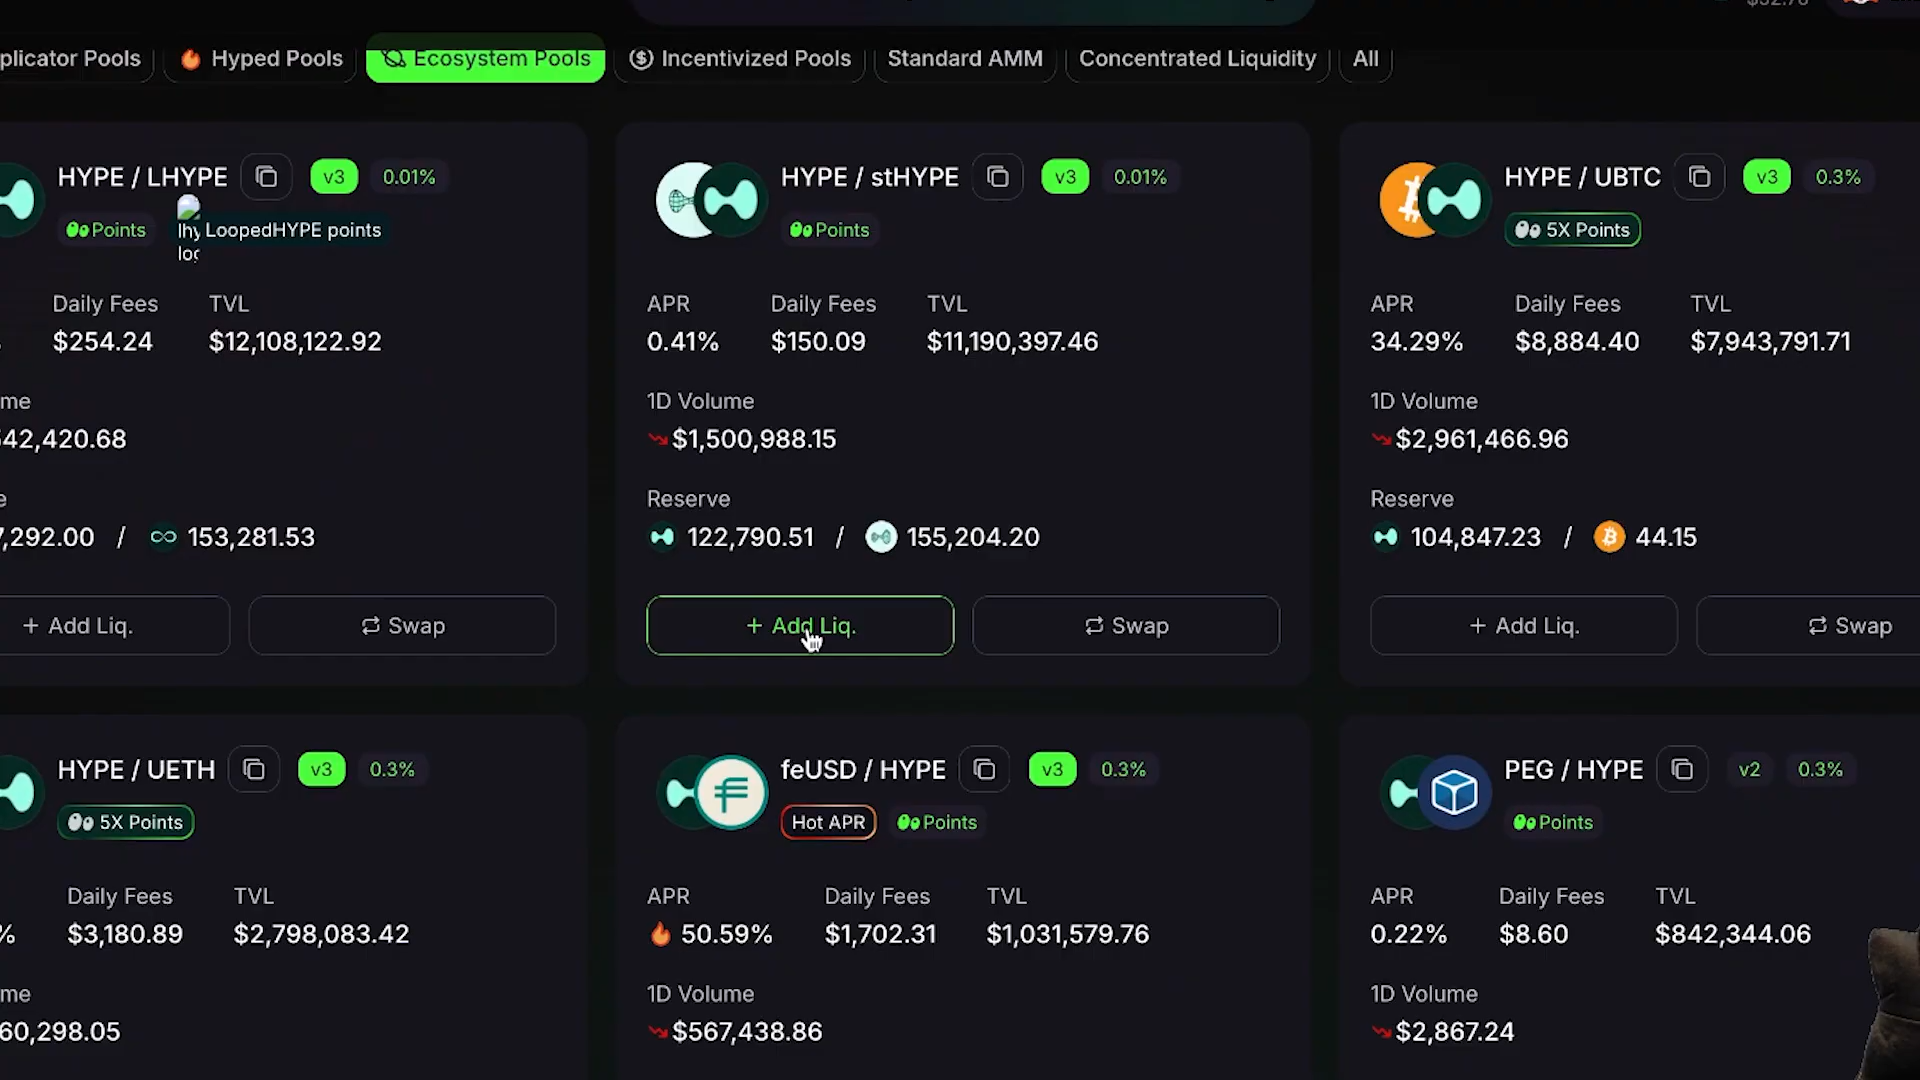 plicator Pools
Hyped Pools
Ecosystem Pools
Incentivized Pools
Standard AMM
Concentrated Liquidity
All
HYPE / LHYPE
v3
0.01%
Points
lhy
loc
LoopedHYPE points
Daily Fees
TVL
$254.24
$12,108,122.92
me
42,420.68
e
7,292.00 / 153,281.53
+ Add Liq.
Swap
HYPE / stHYPE
v3
0.01%
Points
APR
Daily Fees
TVL
0.41%
$150.09
$11,190,397.46
1D Volume
$1,500,988.15
Reserve
122,790.51 / 155,204.20
+ Add Liq.
Swap
HYPE / UBTC
v3
0.3%
5X Points
APR
Daily Fees
TVL
34.29%
$8,884.40
$7,943,791.71
1D Volume
$2,961,466.96
Reserve
104,847.23 / 44.15
+ Add Liq.
Swap
HYPE / UETH
v3
0.3%
5X Points
Daily Fees
TVL
%
$3,180.89
$2,798,083.42
me
60,298.05
feUSD / HYPE
v3
0.3%
Hot APR
Points
APR
Daily Fees
TVL
50.59%
$1,702.31
$1,031,579.76
1D Volume
$567,438.86
PEG / HYPE
v2
0.3%
Points
APR
Daily Fees
TVL
0.22%
$8.60
$842,344.06
1D Volume
$2,867.24